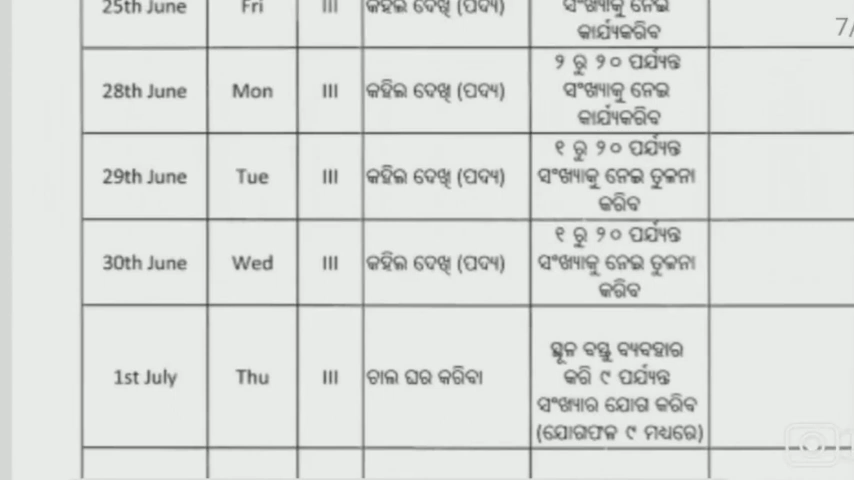 25th June Fri III କହିଲ ଦେଖି (ପଦ୍ୟ) ସଂଖ୍ୟାକୁ ନେଇ
କାର୍ଯ୍ୟକରିବ
୨ ରୁ ୨୦ ପର୍ଯ୍ୟନ୍ତ
28th June Mon III କହିଲ ଦେଖି (ପଦ୍ୟ) ସଂଖ୍ୟାକୁ ନେଇ
କାର୍ଯ୍ୟକରିବ
୧ ରୁ ୨୦ ପର୍ଯ୍ୟନ୍ତ
29th June Tue III କହିଲ ଦେଖି (ପଦ୍ୟ) ସଂଖ୍ୟାକୁ ନେଇ ତୁଳନା
କରିବ
୧ ରୁ ୨୦ ପର୍ଯ୍ୟନ୍ତ
30th June Wed III କହିଲ ଦେଖି (ପଦ୍ୟ) ସଂଖ୍ୟାକୁ ନେଇ ତୁଳନା
କରିବ
ସ୍ଥୂଳ ବସ୍ତୁ ବ୍ୟବହାର
1st July Thu III ଚାଲ ଘର କରିବା କରି ୯ ପର୍ଯ୍ୟନ୍ତ
ସଂଖ୍ୟାର ଯୋଗ କରିବ
(ଯୋଗଫଳ ୯ ମଧ୍ୟରେ)
7/